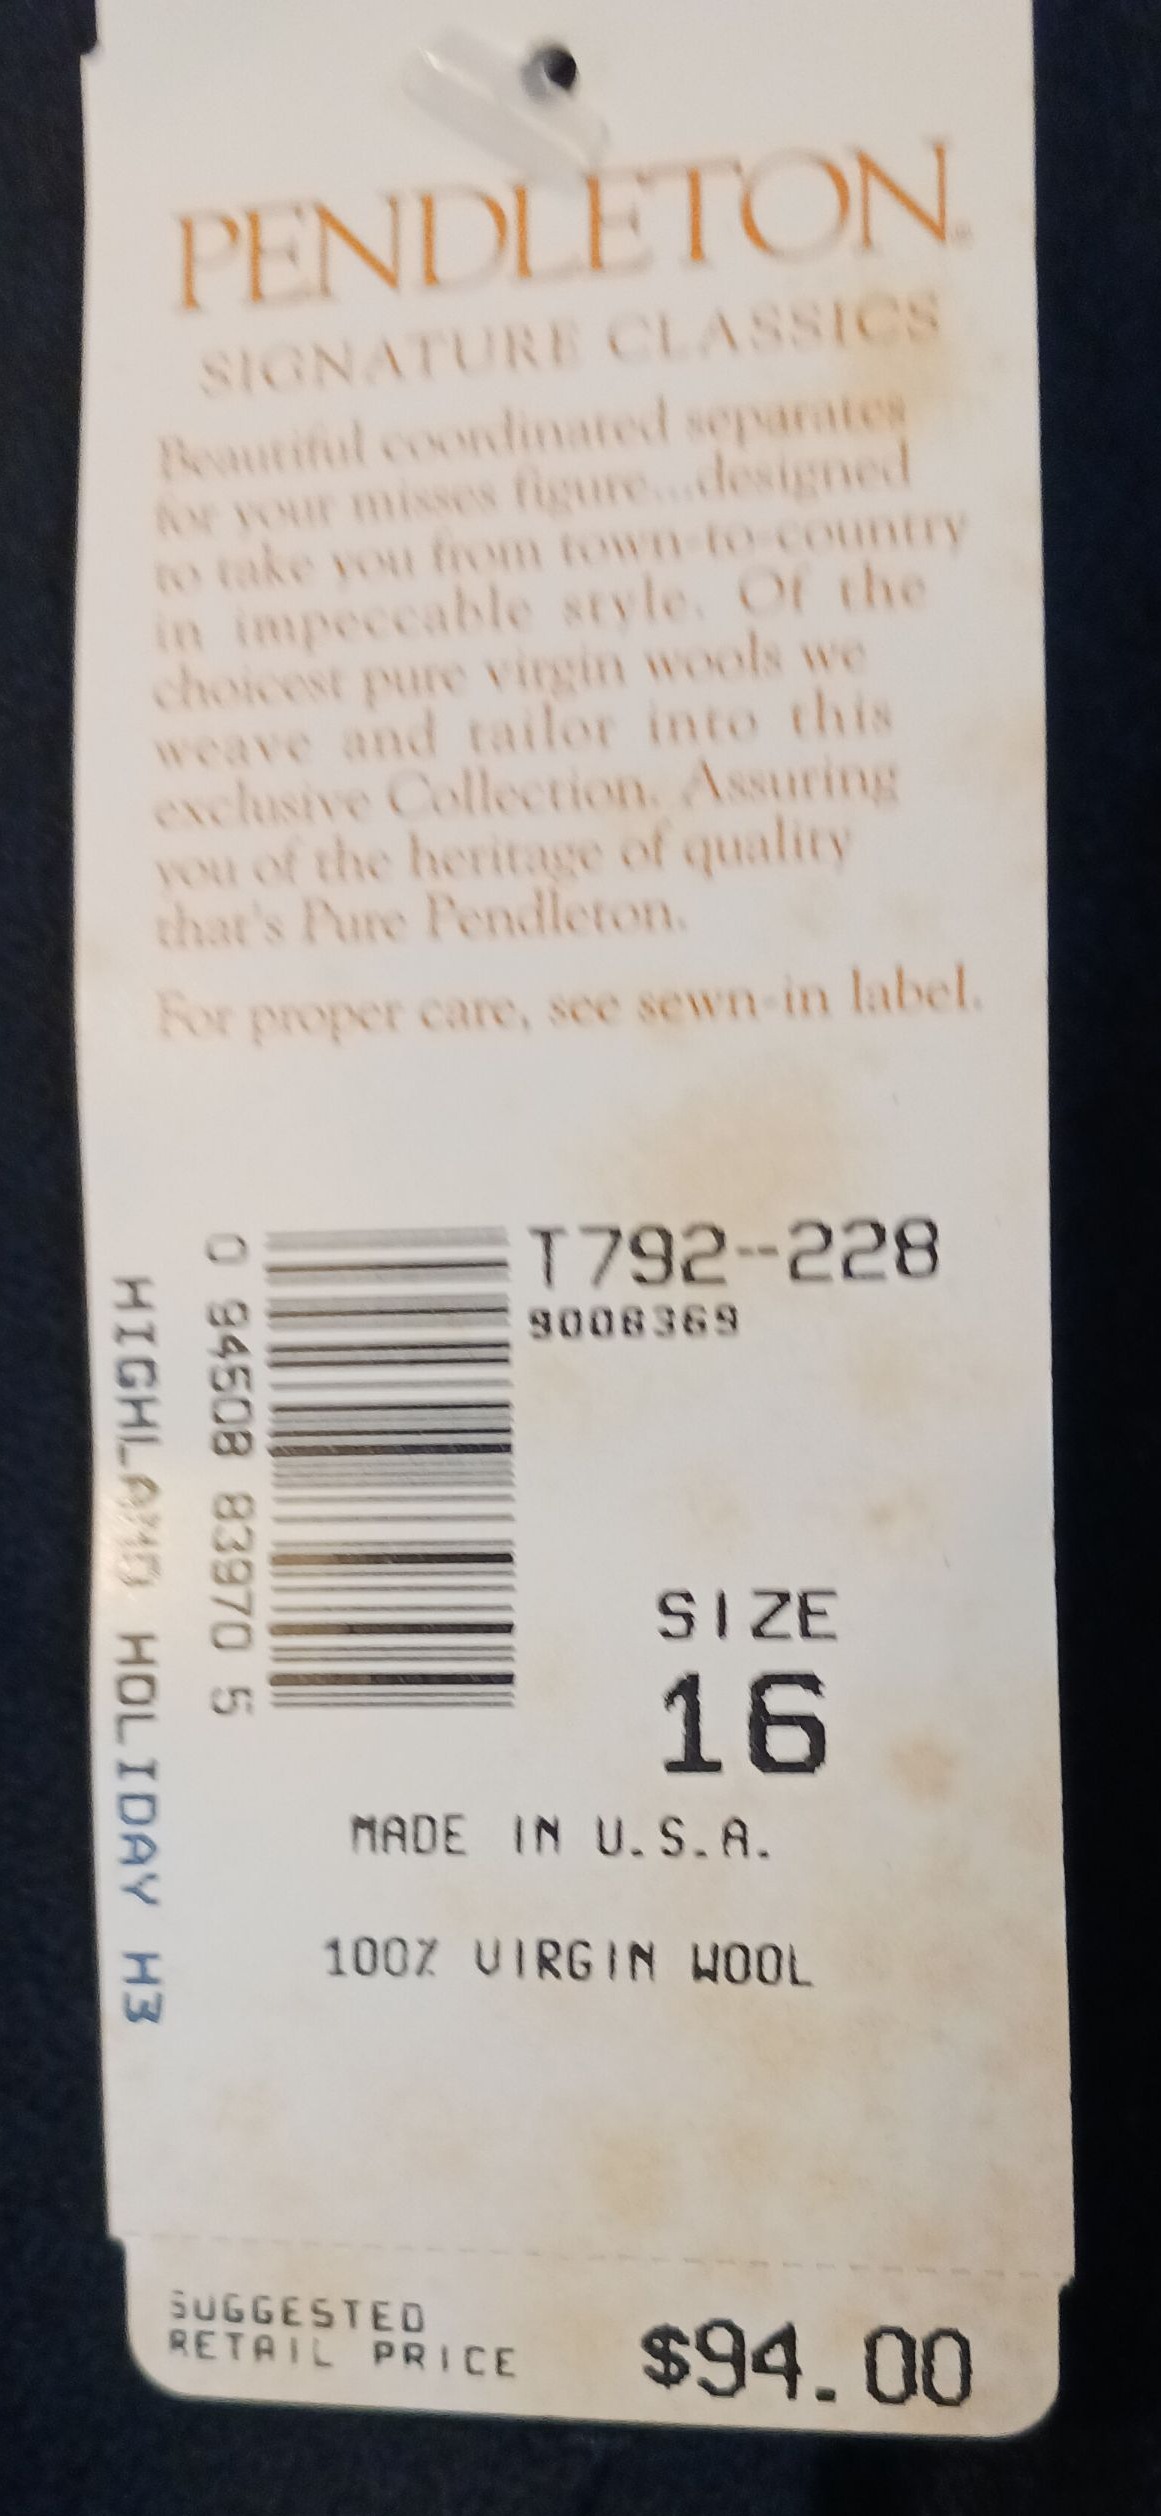 PENDLETON
SIGNATURE CLASSICS
Beautiful coordinated separates
for your misses figure...designed
to take you from town-to-country
in impeccable style. Of the
choicest pure virgin wools we
weave and tailor into this
exclusive Collection. Assuring
you of the heritage of quality
that's Pure Pendleton.
For proper care, see sewn-in label.
T792--228
9008369
0 94508 83970 5
HIGHLAND HOLIDAY H3
SIZE
16
MADE IN U.S.A.
100% VIRGIN WOOL
SUGGESTED
RETAIL PRICE
$94.00